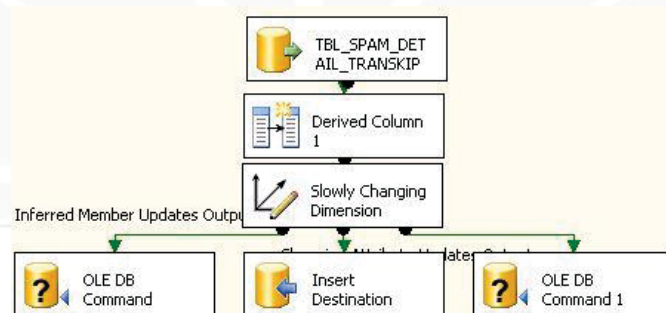 TBL_SPAM_DET
AIL_TRANSKIP
Derived Column
1
Slowly Changing
Dimension
Inferred Member Updates Outpu
OLE DB
Command
Insert
Destination
OLE DB
Command 1